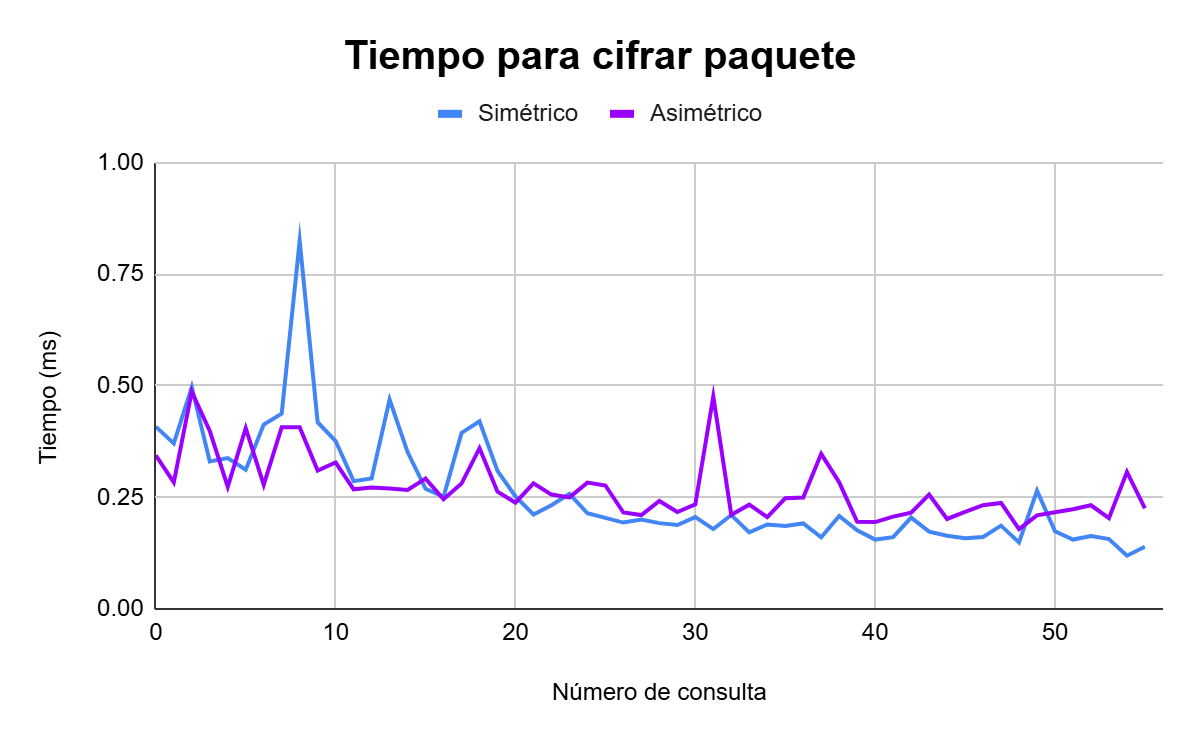 Tiempo para cifrar paquete
Simétrico Asimétrico
1.00
0.75
0.50
0.25
0.00
Tiempo (ms)
0 10 20 30 40 50
Número de consulta